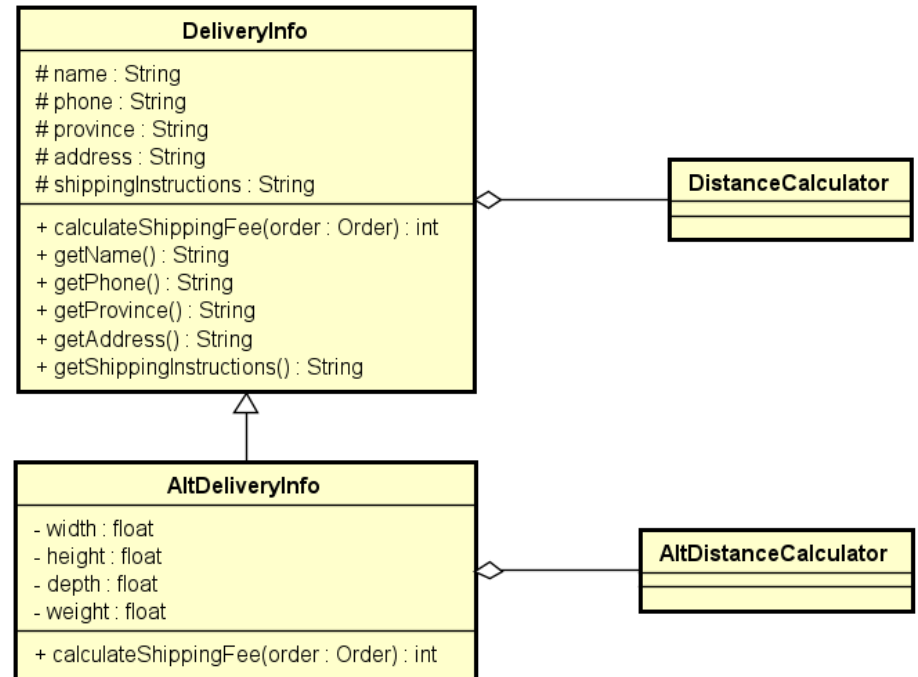 DeliveryInfo
# name : String
# phone : String
# province : String
# address : String
# shippingInstructions : String
+ calculateShippingFee(order : Order) : int
+ getName() : String
+ getPhone() : String
+ getProvince() : String
+ getAddress() : String
+ getShippingInstructions() : String
DistanceCalculator
AltDeliveryInfo
- width : float
- height : float
- depth : float
- weight : float
+ calculateShippingFee(order : Order) : int
AltDistanceCalculator